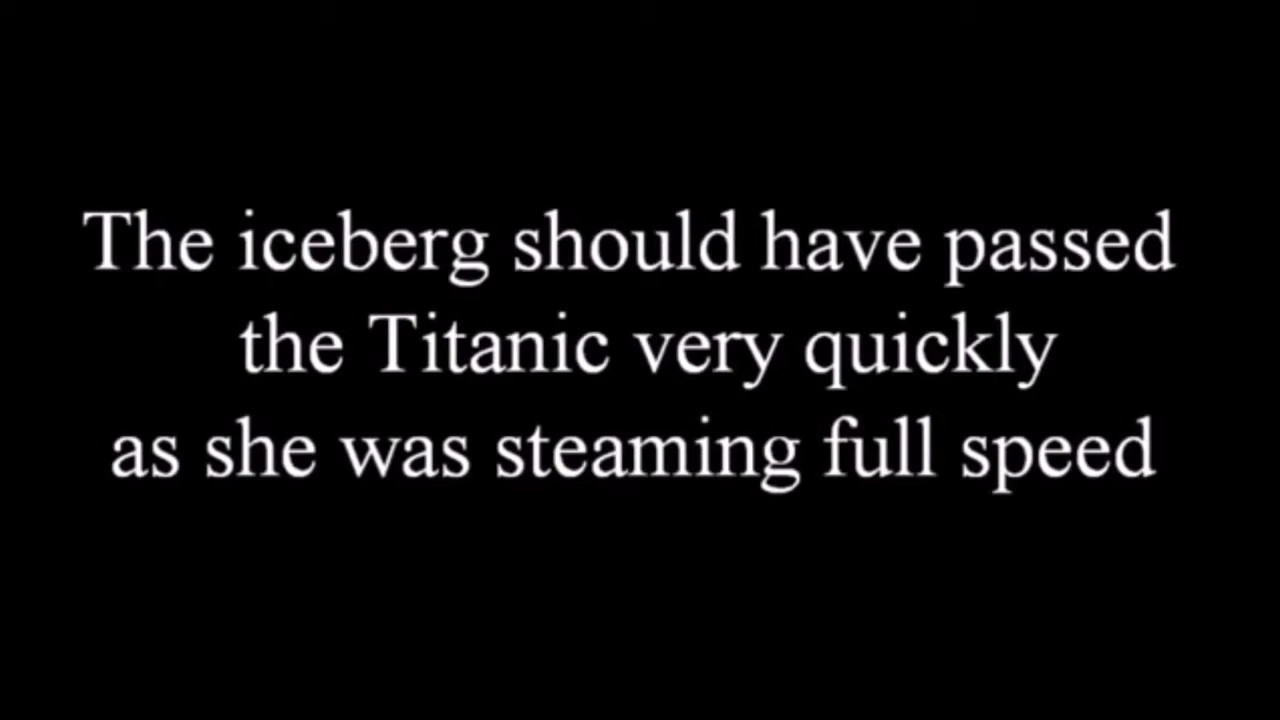 The iceberg should have passed
the Titanic very quickly
as she was steaming full speed